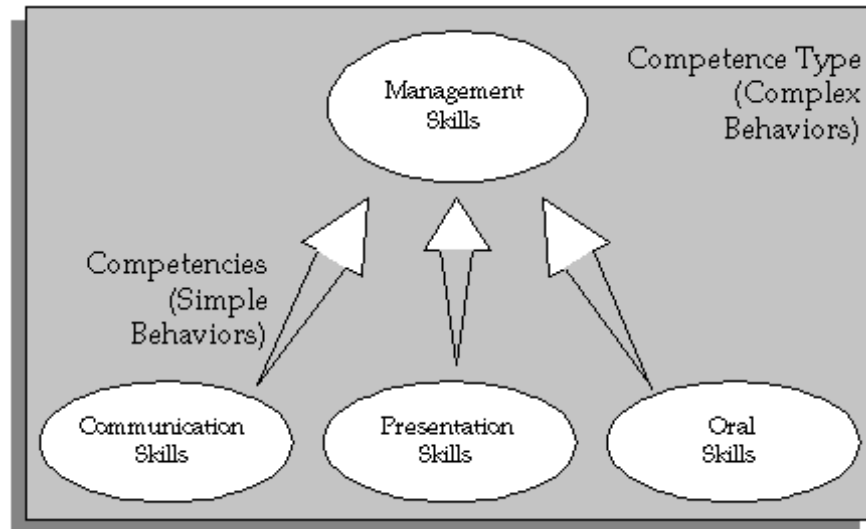 Management
Skills
Competence Type
(Complex
Behaviors)
Competencies
(Simple
Behaviors)
Communication
Skills
Presentation
Skills
Oral
Skills